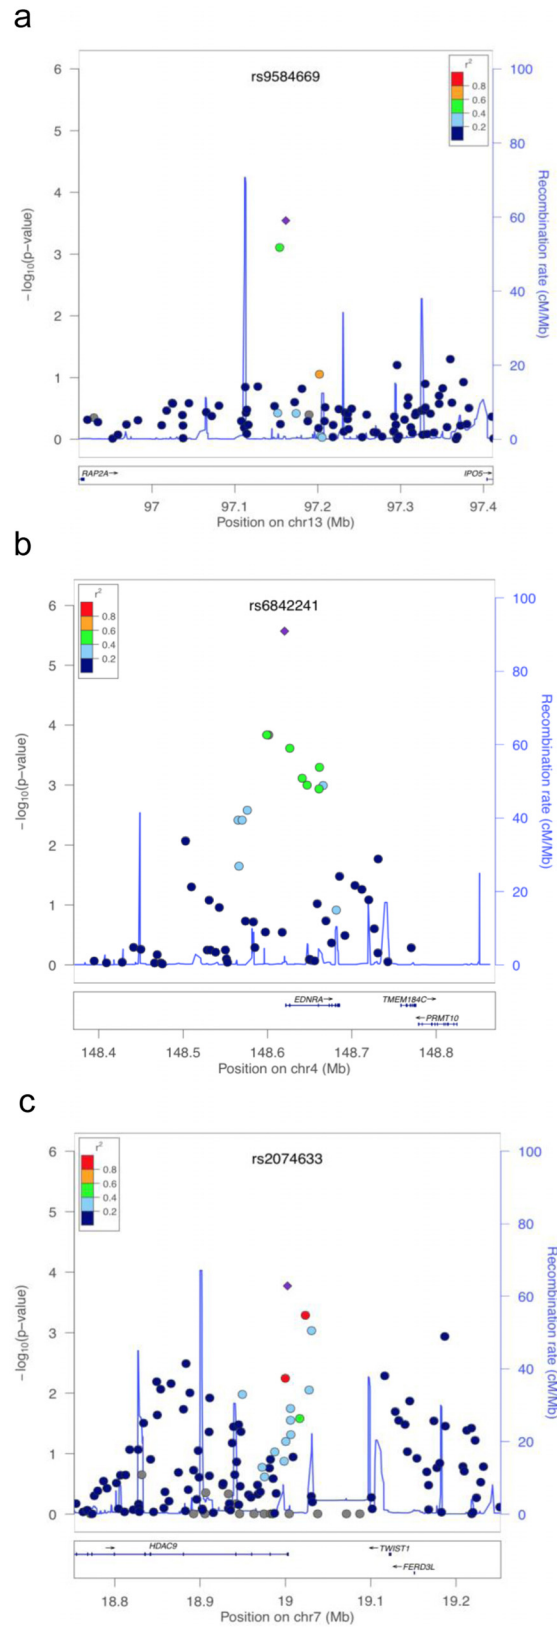 a
rs9584669
r2
0.8
0.6
0.4
0.2
6
5
4
3
2
1
0
−log10(p-value)
100
80
60
40
20
0
Recombination rate (cM/Mb)
RAP2A→
IPO5→
97
97.1
97.2
97.3
97.4
Position on chr13 (Mb)
b
rs6842241
r2
0.8
0.6
0.4
0.2
6
5
4
3
2
1
0
−log10(p-value)
100
80
60
40
20
0
Recombination rate (cM/Mb)
EDNRA→
TMEM184C→
←PRMT10
148.4
148.5
148.6
148.7
148.8
Position on chr4 (Mb)
c
rs2074633
r2
0.8
0.6
0.4
0.2
6
5
4
3
2
1
0
−log10(p-value)
100
80
60
40
20
0
Recombination rate (cM/Mb)
→ HDAC9
←TWIST1
←FERD3L
18.8
18.9
19
19.1
19.2
Position on chr7 (Mb)